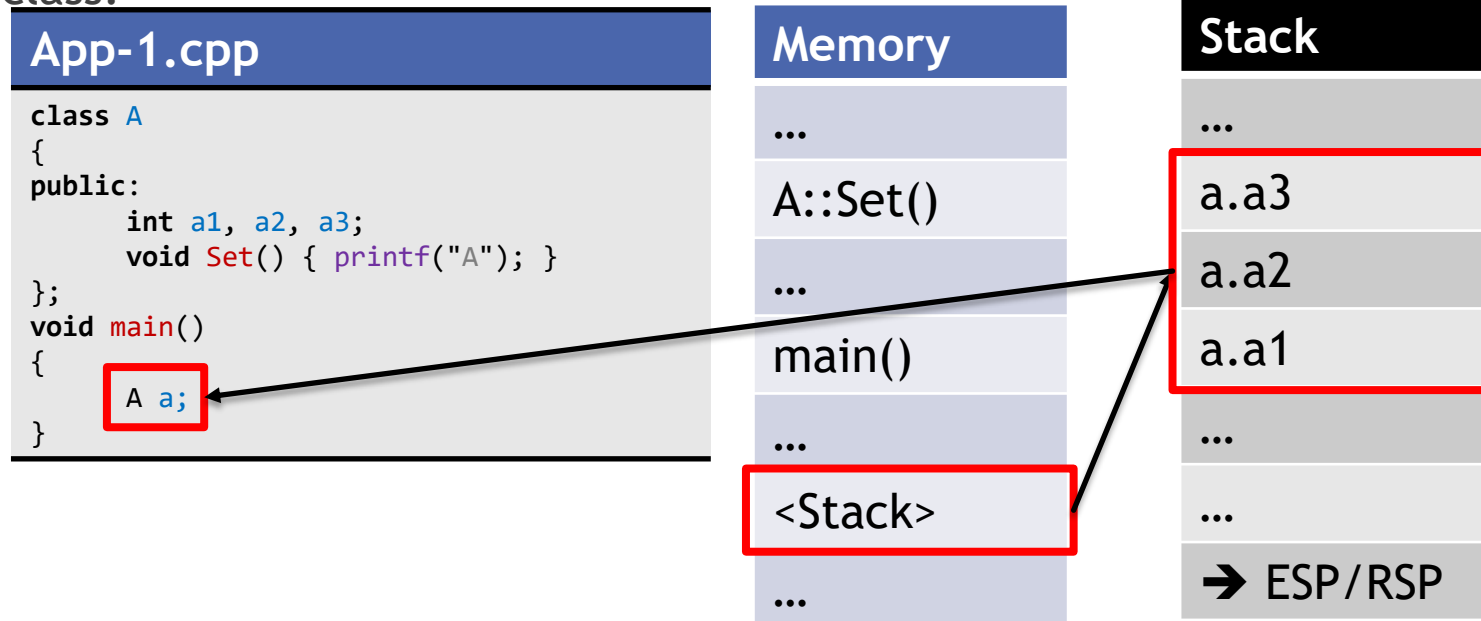 class:
App-1.cpp
class A
{
public:
int a1, a2, a3;
void Set() { printf("A"); }
};
void main()
{
A a;
}
Memory
…
A::Set()
…
main()
…
<Stack>
…
Stack
…
a.a3
a.a2
a.a1
…
…
➔ ESP/RSP